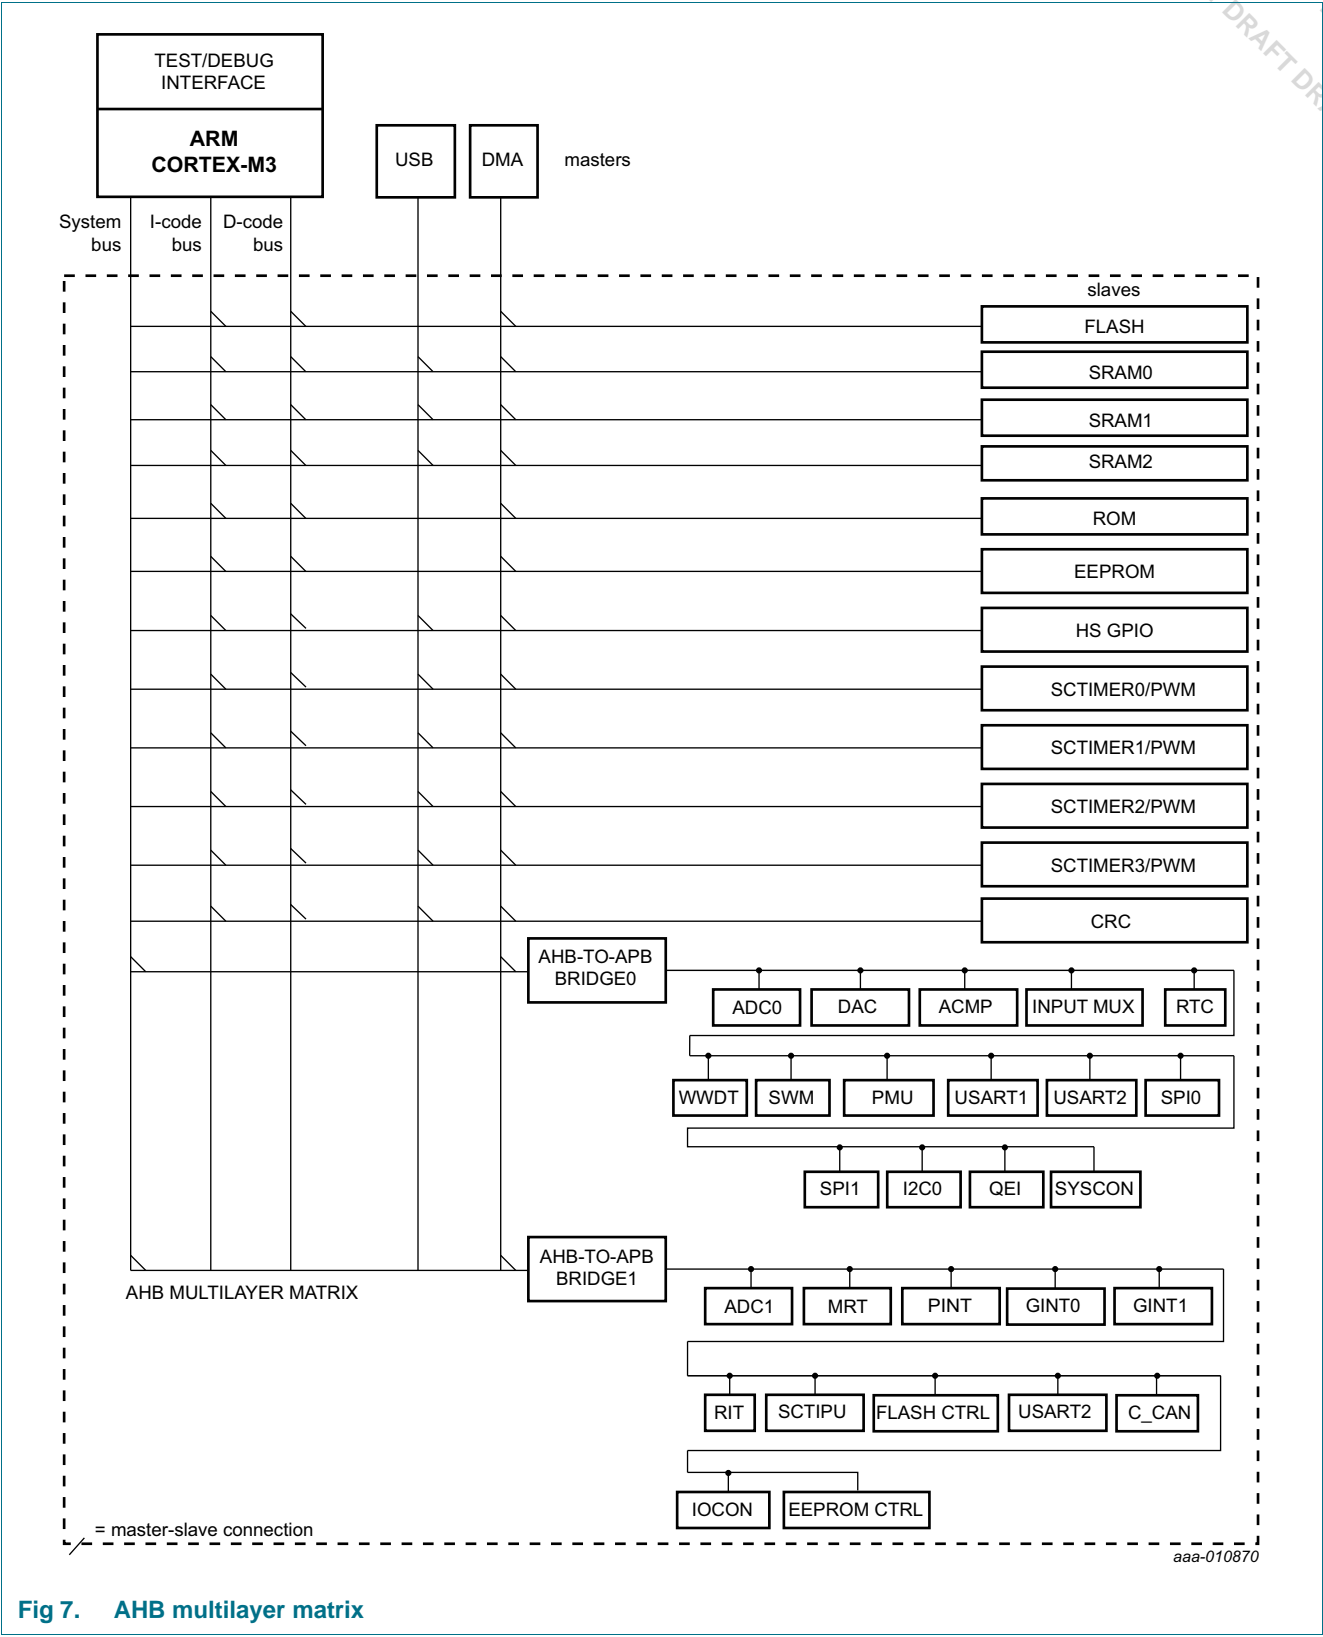 DRAFT
TEST/DEBUG
INTERFACE
ARM
CORTEX-M3
USB
DMA
masters
System
bus
I-code
bus
D-code
bus
slaves
FLASH
SRAM0
SRAM1
SRAM2
ROM
EEPROM
HS GPIO
SCTIMER0/PWM
SCTIMER1/PWM
SCTIMER2/PWM
SCTIMER3/PWM
CRC
AHB-TO-APB
BRIDGE0
ADC0
DAC
ACMP
INPUT MUX
RTC
WWDT
SWM
PMU
USART1
USART2
SPI0
SPI1
I2C0
QEI
SYSCON
AHB-TO-APB
BRIDGE1
AHB MULTILAYER MATRIX
ADC1
MRT
PINT
GINT0
GINT1
RIT
SCTIPU
FLASH CTRL
USART2
C_CAN
IOCON
EEPROM CTRL
= master-slave connection
aaa-010870
Fig 7. AHB multilayer matrix